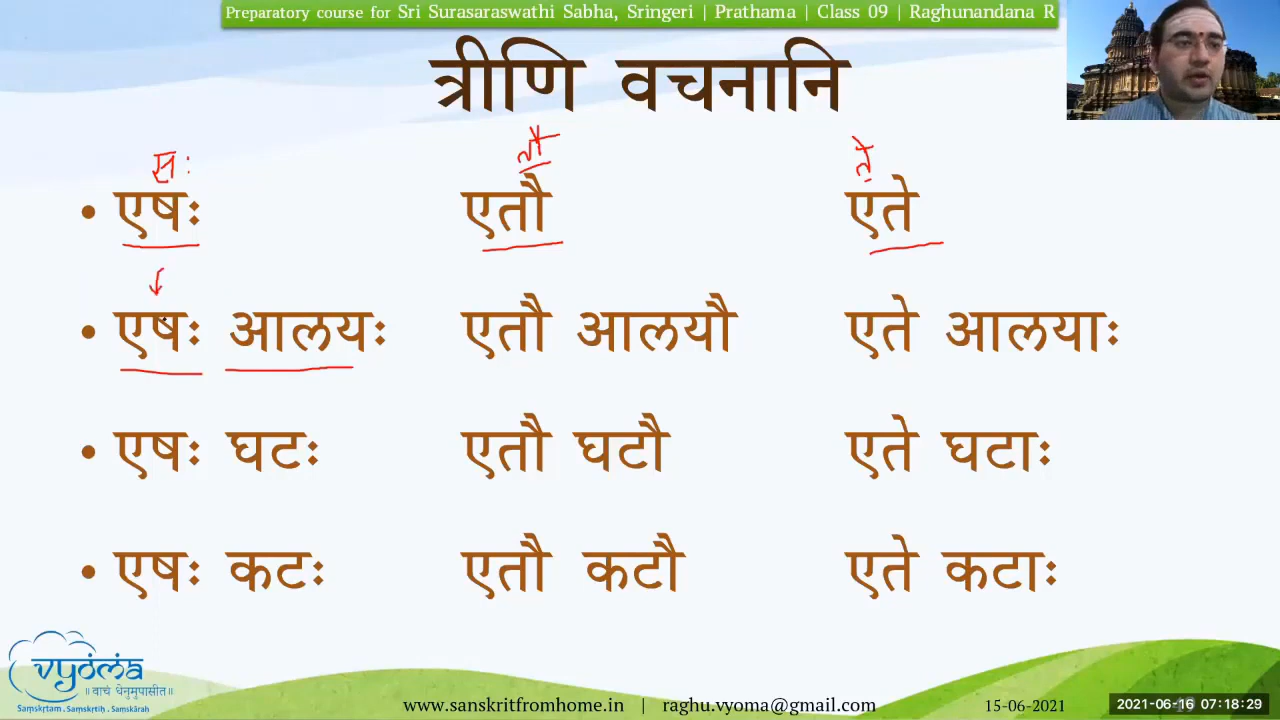 Preparatory course for Sri Surasaraswathi Sabha, Sringeri | Prathama | Class 09 | Raghunandana R
त्रीणि वचनानि
सः तौ ते
• एषः एतौ एते
• एषः आलयः एतौ आलयौ एते आलयाः
• एषः घटः एतौ घटौ एते घटाः
• एषः कटः एतौ कटौ एते कटाः
vyoma
॥ वाचं धेनुमुपासीत॥
Saṃskṛtam . Saṃskṛtiḥ . Saṃskārāḥ
www.sanskritfromhome.in | raghu.vyoma@gmail.com 15-06-2021
2021-06-16 07:18:29